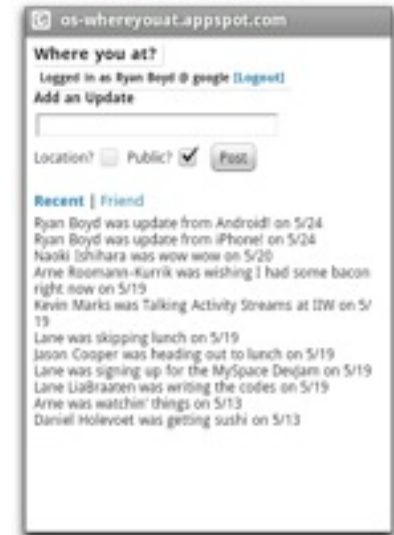 os-whereyouat.appspot.com
Where you at?
Logged in as Ryan Boyd @ google [Logout]
Add an Update
Location? Public? Post
Recent | Friend
Ryan Boyd was update from Android! on 5/24
Ryan Boyd was update from iPhone! on 5/24
Naoki Ishihara was wow wow on 5/20
Arne Roomann-Kurrik was wishing I had some bacon
right now on 5/19
Kevin Marks was Talking Activity Streams at IIW on 5/
19
Lane was skipping lunch on 5/19
Jason Cooper was heading out to lunch on 5/19
Lane was signing up for the MySpace DevJam on 5/19
Lane LiaBraaten was writing the codes on 5/19
Arne was watchin' things on 5/13
Daniel Holevoet was getting sushi on 5/13